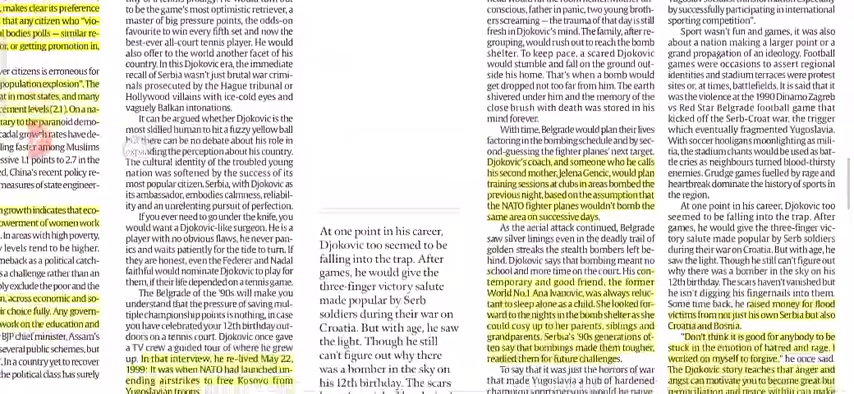 , makes clear its preference
that any citizen who "vio-
l bodies polls — similar re-
or, or getting promotion in,
er citizens is erroneous for
population explosion". The
at in most states, and many
cement levels (2.1). On a na-
trary to the paranoid demo-
cadal growth rates have de-
ling faster among Muslims
ssive 1.1 points to 2.7 in the
d, China's recent policy re-
measures of state engineer-
growth indicates that eco-
owerment of women work
In areas with high poverty,
y levels tend to be higher.
meback as a political catch-
s a challenge rather than an
ply exclude the poor and the
n, across economic and so-
ir choice fully. Any govern-
work on the education and
BJP chief minister, Assam's
several public schemes, but
. In a country yet to recover
the political class has surely
to be the game's most optimistic retriever, a
master of big pressure points, the odds-on
favourite to win every fifth set and now the
best-ever all-court tennis player. He would
also offer to the world another facet of his
country. In this Djokovic era, the immediate
recall of Serbia wasn't just brutal war crimi-
nals prosecuted by the Hague tribunal or
Hollywood villains with ice-cold eyes and
vaguely Balkan intonations.
It can be argued whether Djokovic is the
most skilled human to hit a fuzzy yellow ball
but there can be no debate about his role in
expanding the perception about his country.
The cultural identity of the troubled young
nation was softened by the success of its
most popular citizen. Serbia, with Djokovic as
its ambassador, embodies calmness, reliabil-
ity and an unrelenting pursuit of perfection.
If you ever need to go under the knife, you
would want a Djokovic-like surgeon. He is a
player with no obvious flaws, he never pan-
ics and waits patiently for the tide to turn. If
they are honest, even the Federer and Nadal
faithful would nominate Djokovic to play for
them, if their life depended on a tennis game.
The Belgrade of the '90s will make you
understand that the pressure of saving mul-
tiple championship points is nothing, in case
you have celebrated your 12th birthday out-
doors on a tennis court. Djokovic once gave
a TV crew a guided tour of where he grew
up. In that interview, he re-lived May 22,
1999: It was when NATO had launched un-
ending airstrikes to free Kosovo from
Yugoslavian troops.
At one point in his career,
Djokovic too seemed to be
falling into the trap. After
games, he would give the
three-finger victory salute
made popular by Serb
soldiers during their war on
Croatia. But with age, he saw
the light. Though he still
can't figure out why there
was a bomber in the sky on
his 12th birthday. The scars
conscious, father in panic, two young broth-
ers screaming — the trauma of that day is still
fresh in Djokovic's mind. The family, after re-
grouping, would rush out to reach the bomb
shelter. To keep pace, a scared Djokovic
would stumble and fall on the ground out-
side his home. That's when a bomb would
get dropped not too far from him. The earth
shivered under him and the memory of the
close brush with death was stored in his
mind forever.
With time, Belgrade would plan their lives
factoring in the bombing schedule and by sec-
ond-guessing the fighter planes' next target.
Djokovic's coach, and someone who he calls
his second mother, Jelena Gencic, would plan
training sessions at clubs in areas bombed the
previous night, based on the assumption that
the NATO fighter planes wouldn't bomb the
same area on successive days.
As the aerial attack continued, Belgrade
saw silver linings even in the deadly trail of
golden streaks the stealth bombers left be-
hind. Djokovic says that bombing meant no
school and more time on the court. His con-
temporary and good friend, the former
World No.1 Ana Ivanovic, was always reluc-
tant to sleep alone as a child. She looked for-
ward to the nights in the bomb shelter as she
could cosy up to her parents, siblings and
grandparents. Serbia's '90s generations of-
ten say that bombings made them tougher,
readied them for future challenges.
To say that it was just the horrors of war
that made Yugoslavia a hub of hardened
by successfully participating in international
sporting competition".
Sport wasn't fun and games, it was also
about a nation making a larger point or a
grand propagation of an ideology. Football
games were occasions to assert regional
identities and stadium terraces were protest
sites or, at times, battlefields. It is said that it
was the violence at the 1990 Dinamo Zagreb
vs Red Star Belgrade football game that
kicked off the Serb-Croat war, the trigger
which eventually fragmented Yugoslavia.
With soccer hooligans moonlighting as mili-
tia, the stadium chants would be used as bat-
tle cries as neighbours turned blood-thirsty
enemies. Grudge games fuelled by rage and
heartbreak dominate the history of sports in
the region.
At one point in his career, Djokovic too
seemed to be falling into the trap. After
games, he would give the three-finger vic-
tory salute made popular by Serb soldiers
during their war on Croatia. But with age, he
saw the light. Though he still can't figure out
why there was a bomber in the sky on his
12th birthday. The scars haven't vanished but
he isn't digging his fingernails into them.
Some time back, he raised money for flood
victims from not just his own Serbia but also
Croatia and Bosnia.
"Don't think it is good for anybody to be
stuck in the emotion of hatred and rage. I
worked on myself to forgive," he once said.
The Djokovic story teaches that anger and
angst can motivate you to become great but
reconciliation and peace within can make